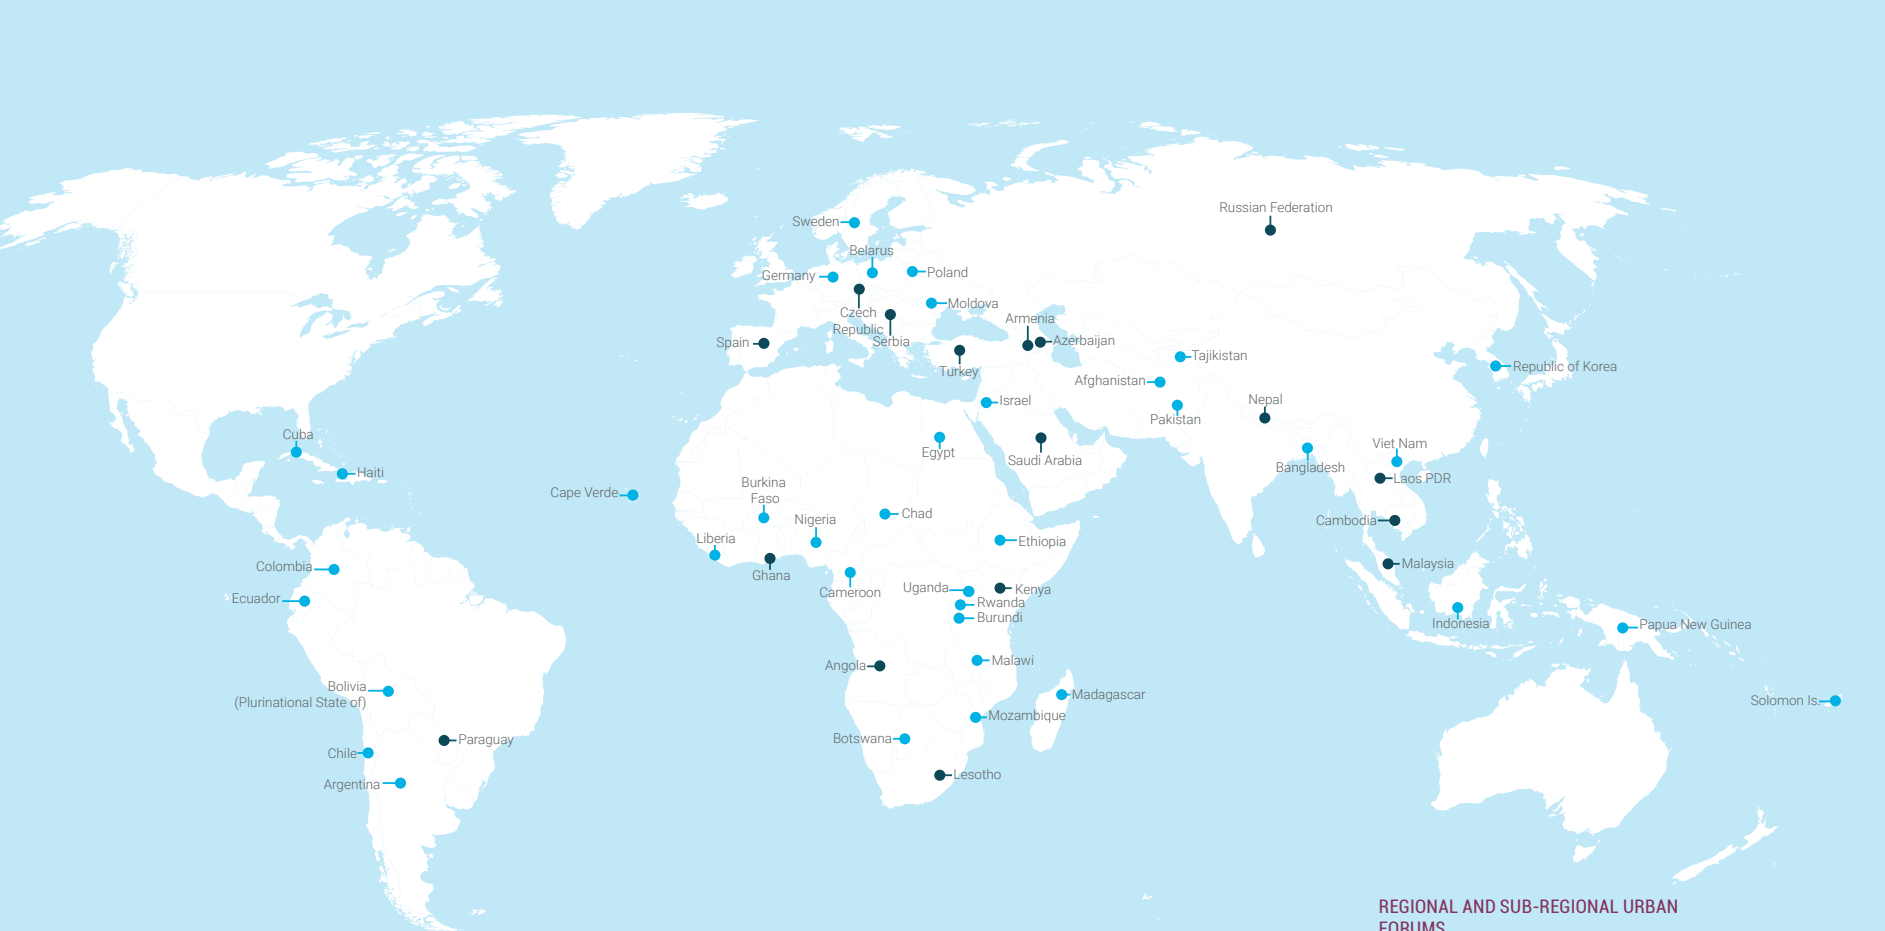 Russian Federation
Sweden
Belarus
Germany
Poland
Moldova
Czech
Republic
Serbia
Armenia
Azerbaijan
Spain
Turkey
Tajikistan
Republic of Korea
Afghanistan
Israel
Nepal
Pakistan
Cuba
Haiti
Egypt
Saudi Arabia
Viet Nam
Bangladesh
Laos PDR
Cape Verde
Burkina
Faso
Nigeria
Chad
Cambodia
Liberia
Ethiopia
Ghana
Malaysia
Colombia
Cameroon
Uganda
Kenya
Ecuador
Rwanda
Burundi
Indonesia
Papua New Guinea
Angola
Malawi
Bolivia
(Plurinational State of)
Madagascar
Solomon Is.
Mozambique
Paraguay
Botswana
Chile
Lesotho
Argentina
REGIONAL AND SUB-REGIONAL URBAN
FORUMS